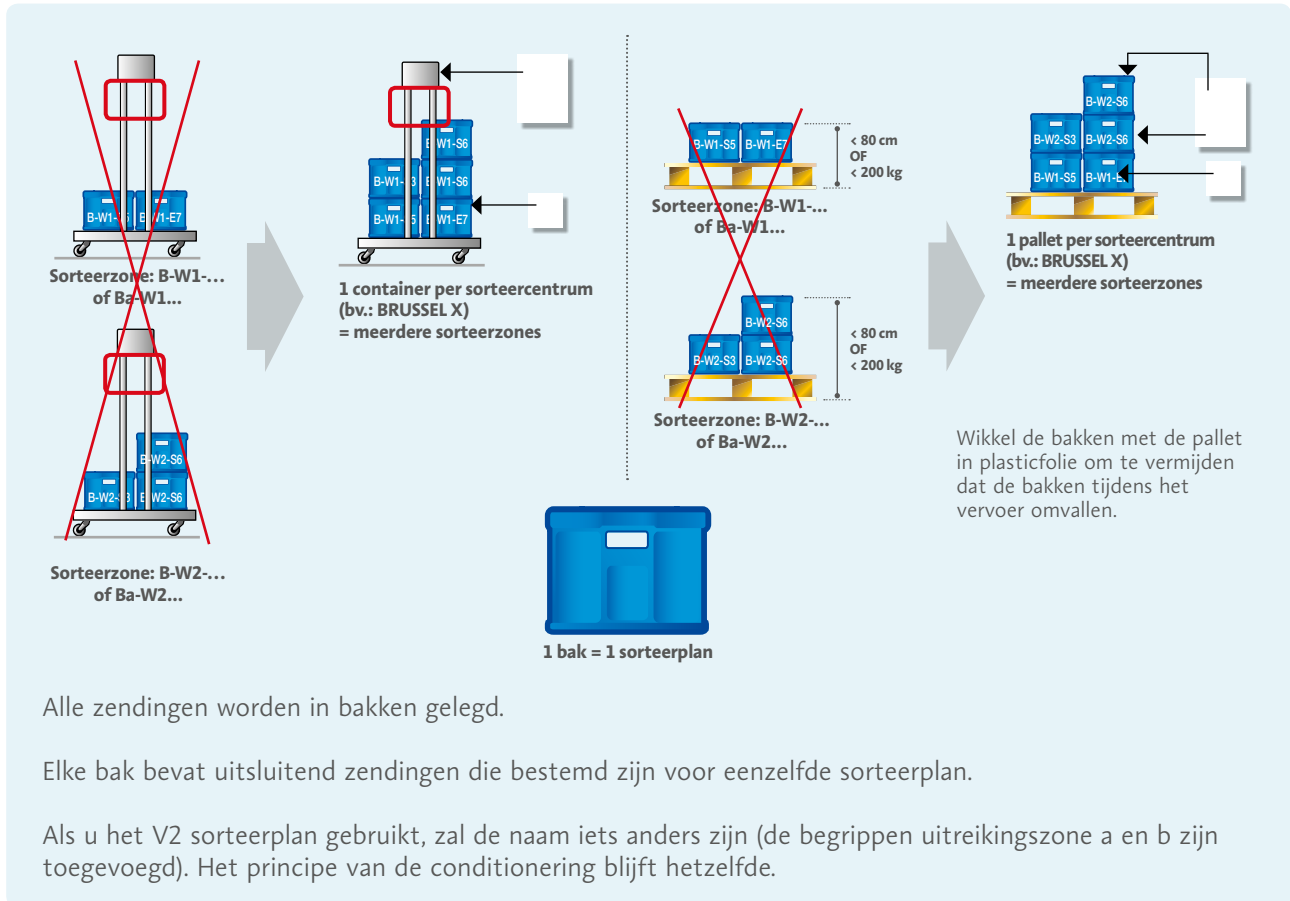 B-W1-S6
B-W1-S6
B-W1-E7
B-W1-E7
Sorteerzone: B-W1-...
of Ba-W1...
1 container per sorteercentrum
(bv.: BRUSSEL X)
= meerdere sorteerzones
B-W2-S6
B-W2-S6
Sorteerzone: B-W2-...
of Ba-W2...
B-W1-S5 B-W1-E7
< 80 cm
OF
< 200 kg
Sorteerzone: B-W1-...
of Ba-W1...
B-W2-S6
B-W2-S3 B-W2-S6
< 80 cm
OF
< 200 kg
Sorteerzone: B-W2-...
of Ba-W2...
B-W2-S6
B-W2-S3 B-W2-S6
B-W1-S5
1 pallet per sorteercentrum
(bv.: BRUSSEL X)
= meerdere sorteerzones
Wikkel de bakken met de pallet
in plasticfolie om te vermijden
dat de bakken tijdens het
vervoer omvallen.
1 bak = 1 sorteerplan
Alle zendingen worden in bakken gelegd.
Elke bak bevat uitsluitend zendingen die bestemd zijn voor eenzelfde sorteerplan.
Als u het V2 sorteerplan gebruikt, zal de naam iets anders zijn (de begrippen uitreikingszone a en b zijn
toegevoegd). Het principe van de conditionering blijft hetzelfde.